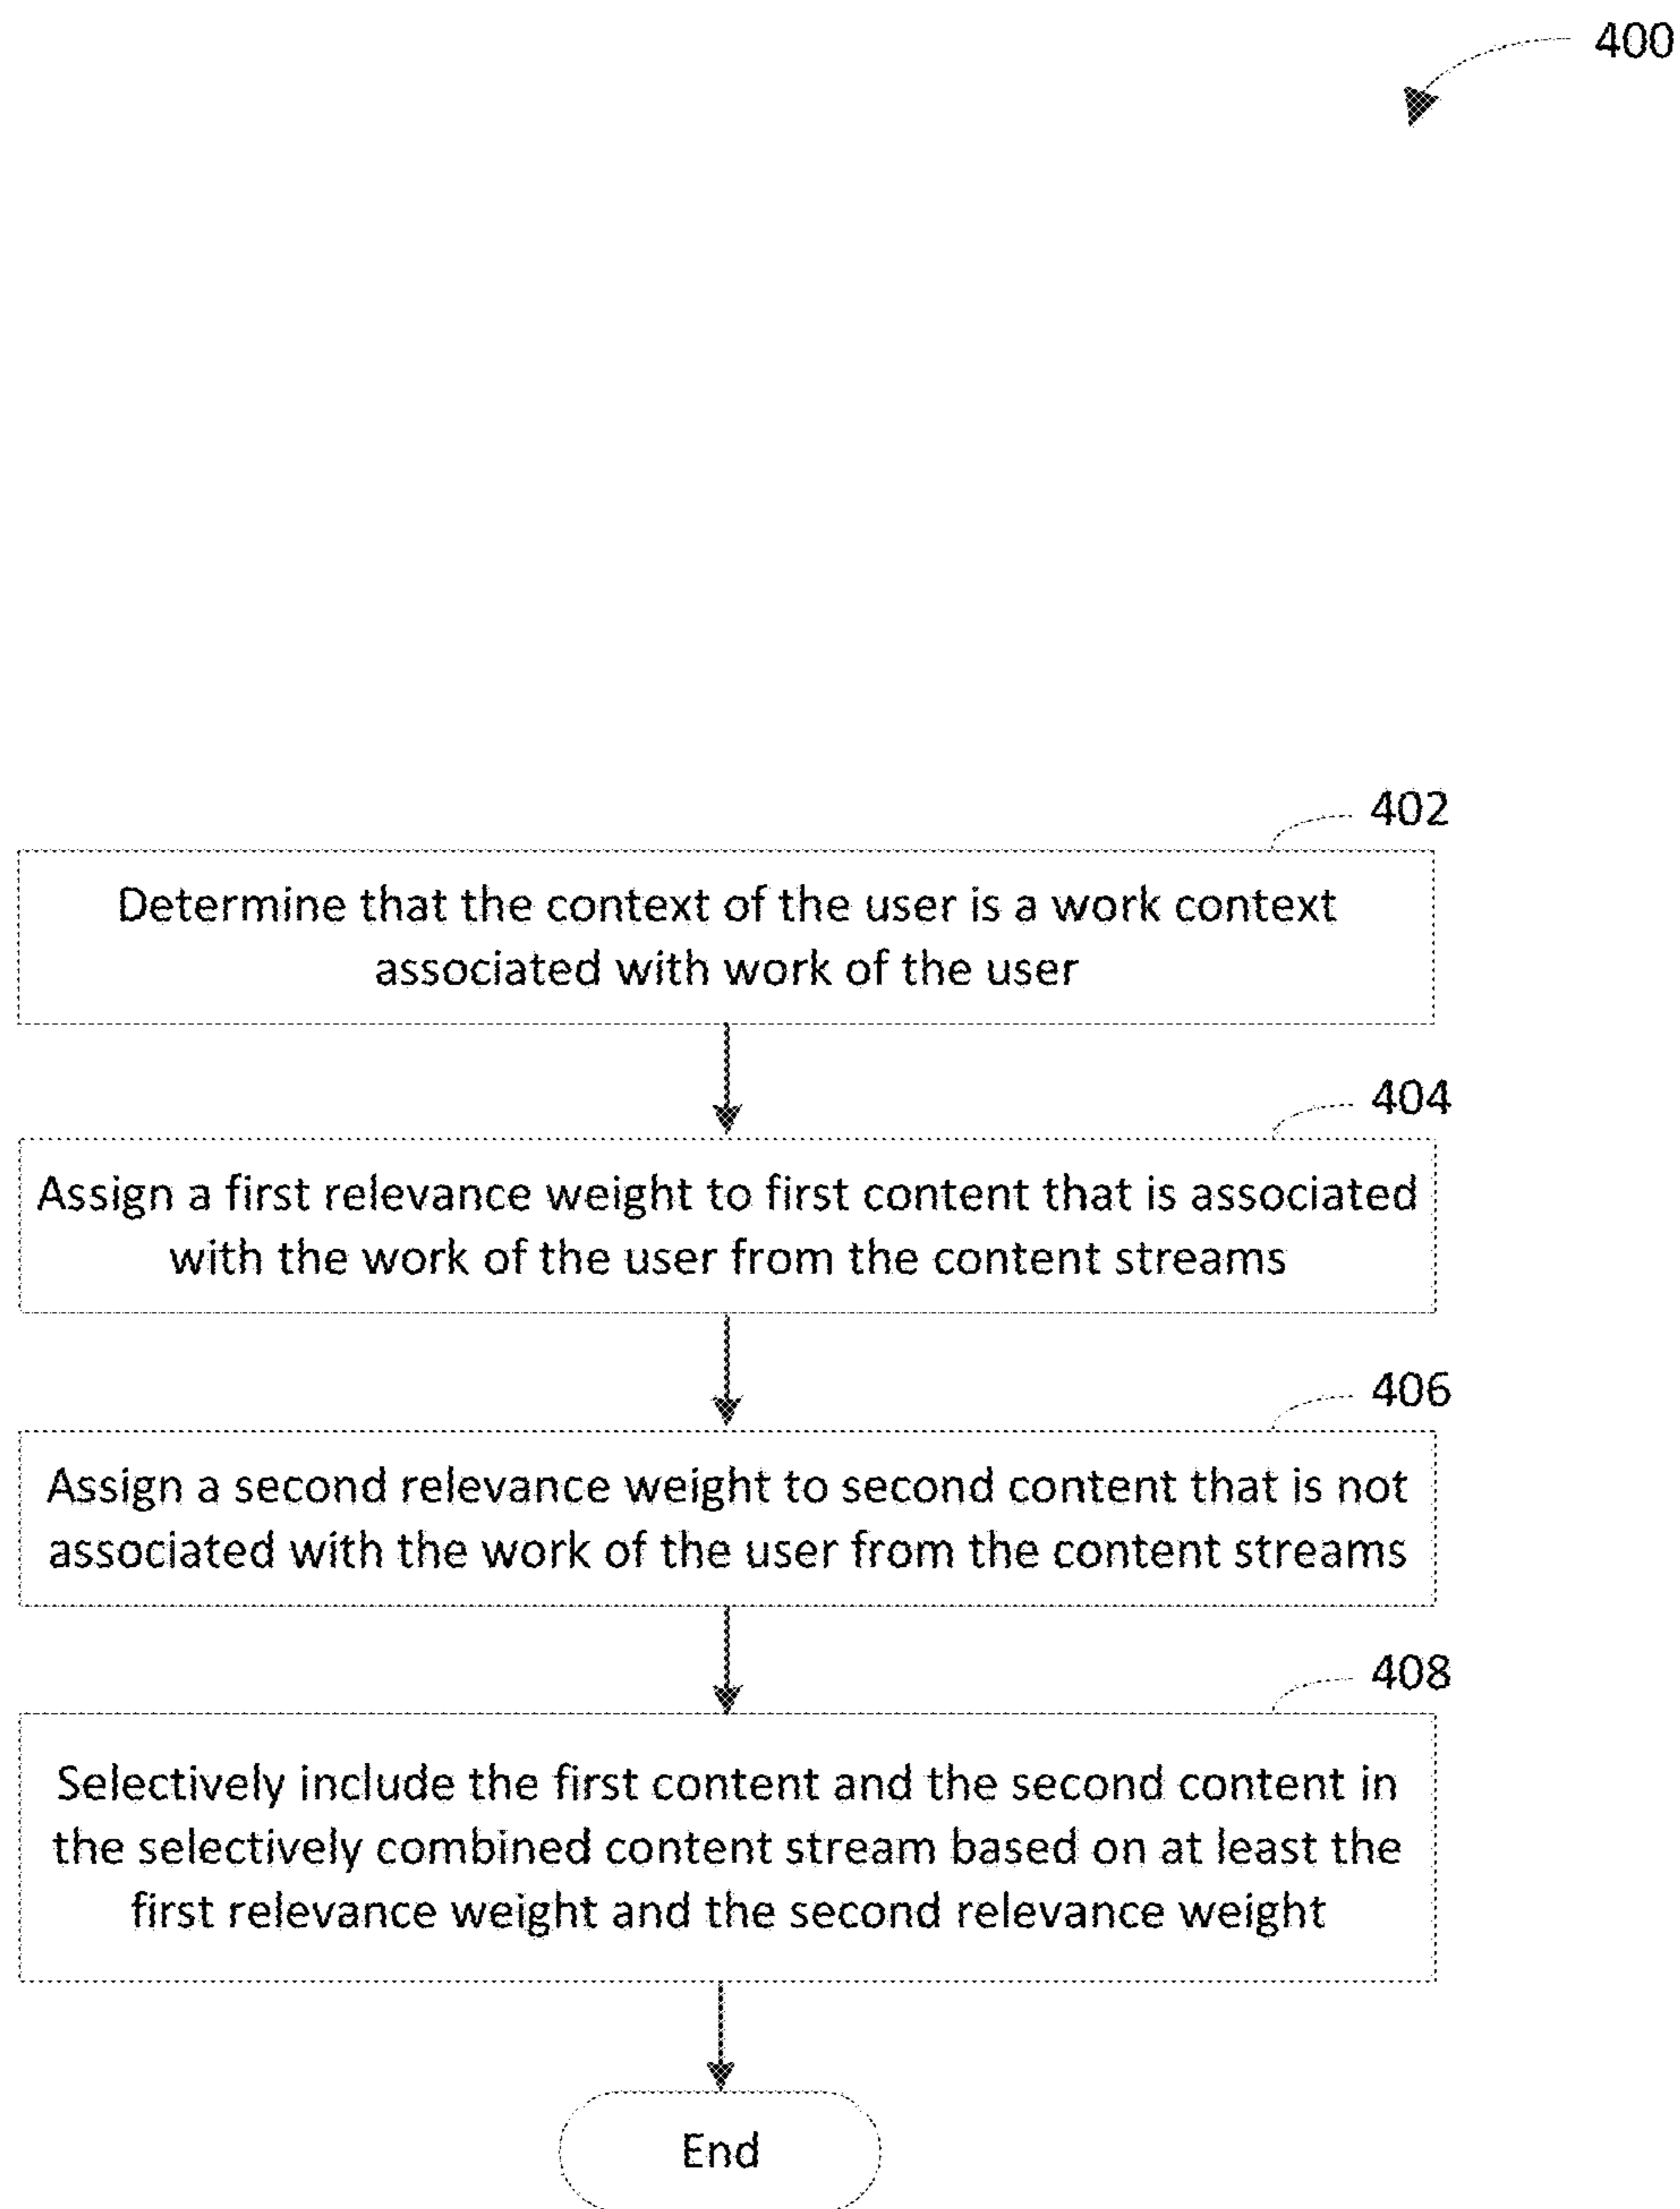 400
402
Determine that the context of the user is a work context
associated with work of the user
404
Assign a first relevance weight to first content that is associated
with the work of the user from the content streams
406
Assign a second relevance weight to second content that is not
associated with the work of the user from the content streams
408
Selectively include the first content and the second content in
the selectively combined content stream based on at least the
first relevance weight and the second relevance weight
End